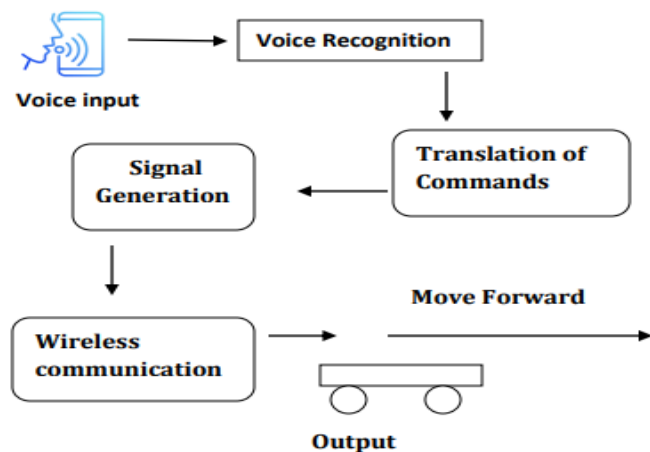 Voice Recognition
Voice input
Translation of
Commands
Signal
Generation
Move Forward
Wireless
communication
Output